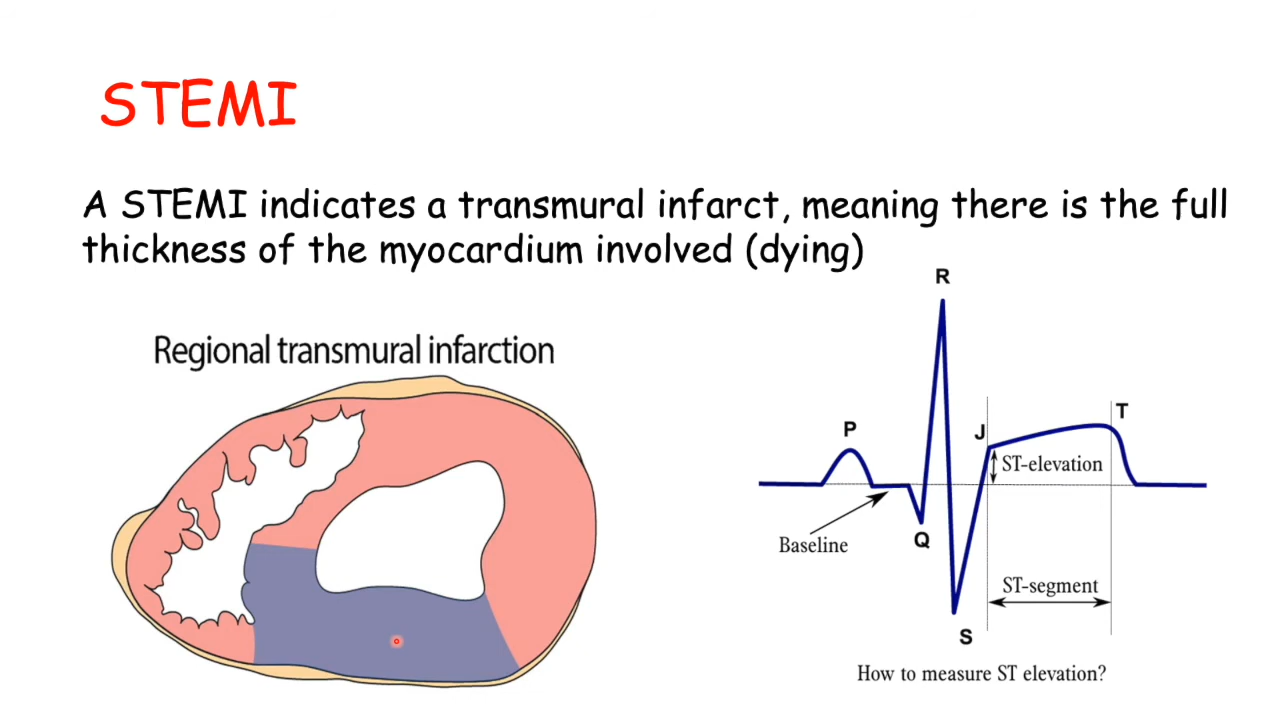 STEMI
A STEMI indicates a transmural infarct, meaning there is the full
thickness of the myocardium involved (dying)
Regional transmural infarction
R
P
J
T
ST-elevation
Baseline
Q
ST-segment
S
How to measure ST elevation?